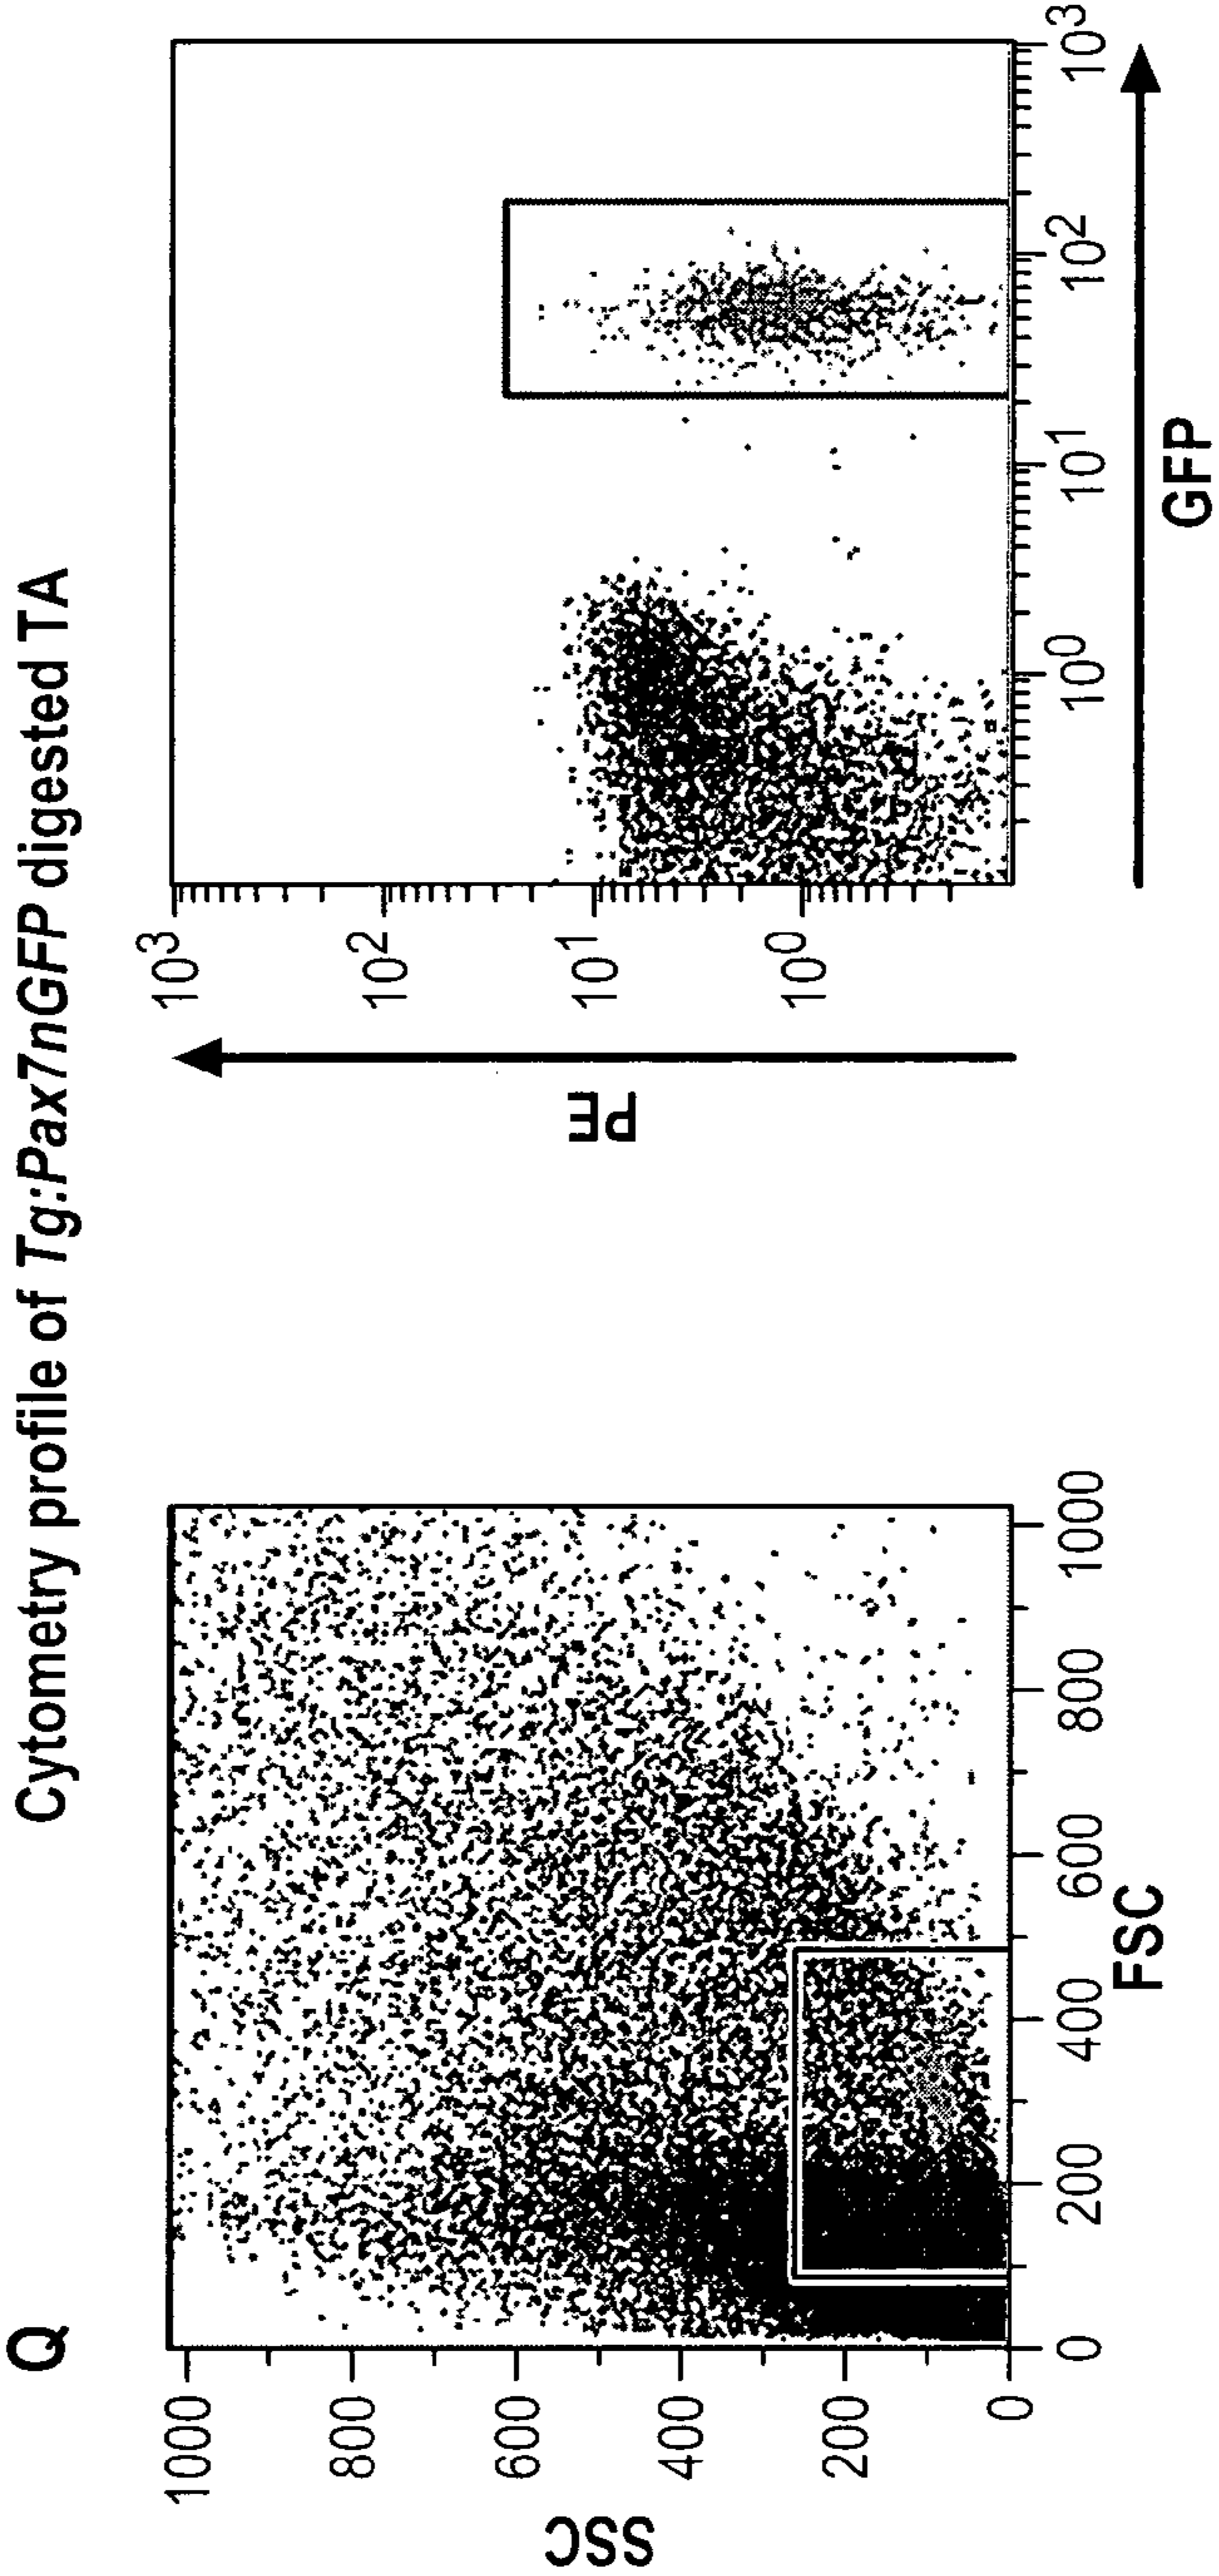 Q
Cytometry profile of Tg:Pax7nGFP digested TA
SSC
1000
800
600
400
200
0
0 200 400 600 800 1000
FSC
PE
10³
10²
10¹
10⁰
10⁰ 10¹ 10² 10³
GFP